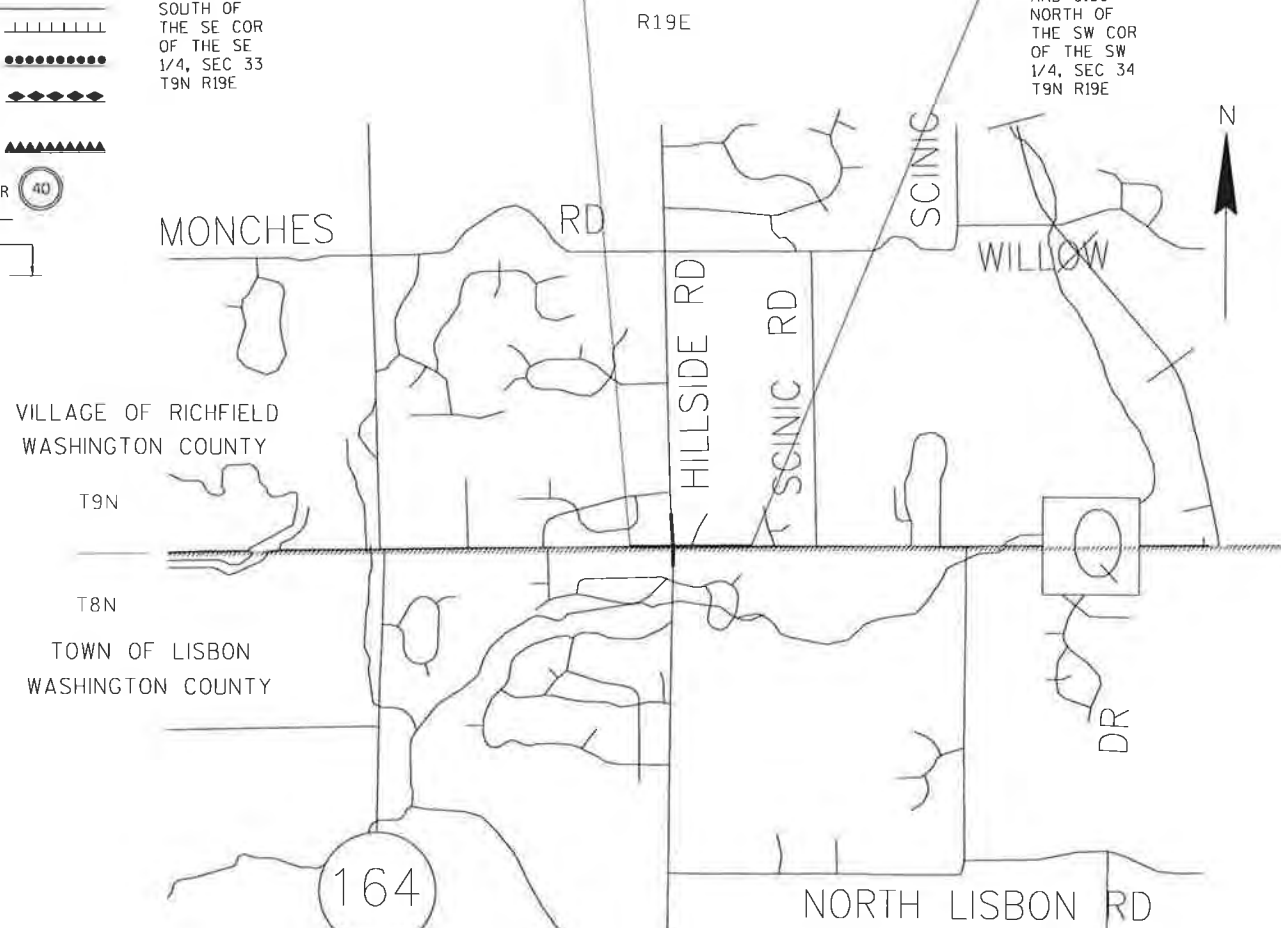 SOUTH OF
THE SE COR
OF THE SE
1/4, SEC 33
T9N R19E
R19E
NORTH OF
THE SW COR
OF THE SW
1/4, SEC 34
T9N R19E
N
R 40
MONCHES RD
SCINIC
WILLOW
HILLSIDE RD
SCINIC RD
VILLAGE OF RICHFIELD
WASHINGTON COUNTY
T9N
Q
T8N
TOWN OF LISBON
WASHINGTON COUNTY
DR
164
NORTH LISBON RD